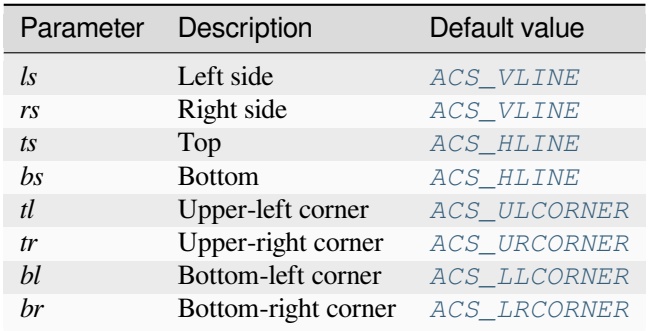 Parameter Description Default value
ls Left side ACS_VLINE
rs Right side ACS_VLINE
ts Top ACS_HLINE
bs Bottom ACS_HLINE
tl Upper-left corner ACS_ULCORNER
tr Upper-right corner ACS_URCORNER
bl Bottom-left corner ACS_LLCORNER
br Bottom-right corner ACS_LRCORNER